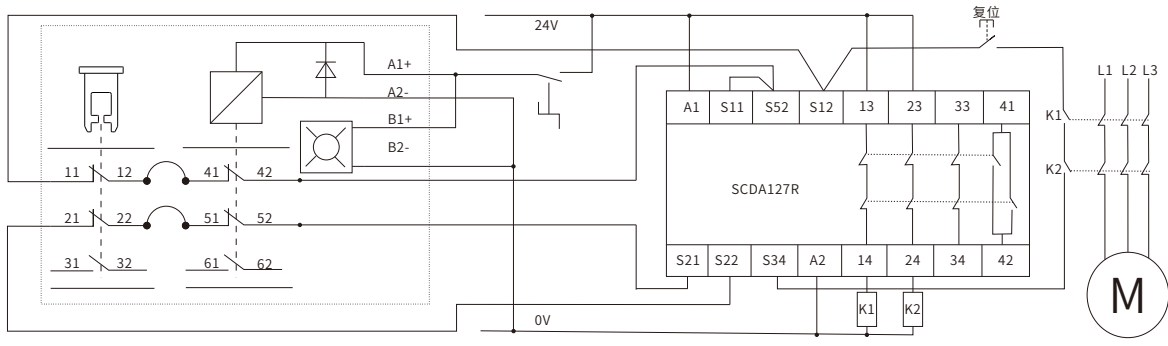 24V
复位
A1+
A2-
B1+
B2-
L1 L2 L3
A1 S11 S52 S12 13 23 33 41
K1
K2
11 12 41 42
SCDA127R
21 22 51 52
31 32 61 62
S21 S22 S34 A2 14 24 34 42
M
K1 K2
0V